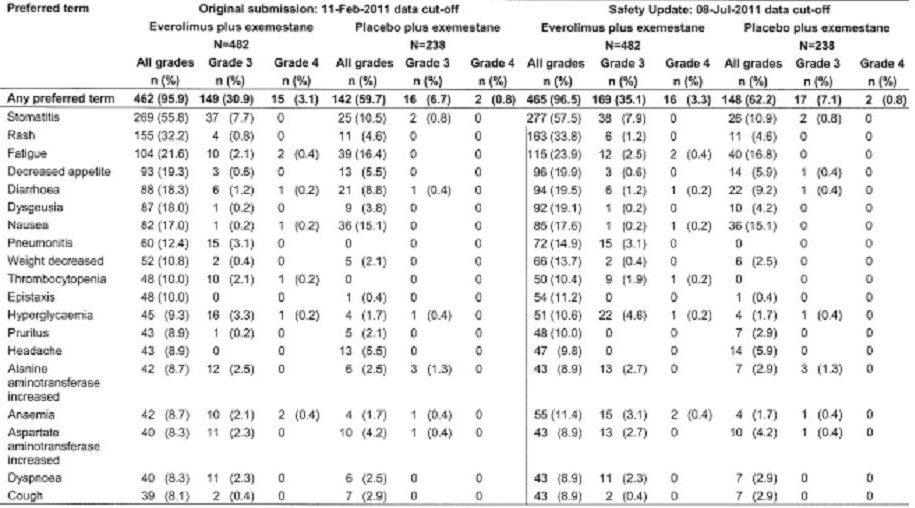 Preferred term Original submission: 11-Feb-2011 data cut-off Safety Update: 08-Jul-2011 data cut-off
Everolimus plus exemestane Placebo plus exemestane Everolimus plus exemestane Placebo plus exemestane
N=482 N=238 N=482 N=238
All grades Grade 3 Grade 4 All grades Grade 3 Grade 4 All grades Grade 3 Grade 4 All grades Grade 3 Grade 4
n (%) n (%) n (%) n (%) n (%) n (%) n (%) n (%) n (%) n (%) n (%) n (%)
Any preferred term 462 (95.9) 149 (30.9) 15 (3.1) 142 (59.7) 16 (6.7) 2 (0.8) 465 (96.5) 169 (35.1) 16 (3.3) 148 (62.2) 17 (7.1) 2 (0.8)
Stomatitis 269 (55.8) 37 (7.7) 0 25 (10.5) 2 (0.8) 0 277 (57.5) 38 (7.9) 0 26 (10.9) 2 (0.8) 0
Rash 155 (32.2) 4 (0.8) 0 11 (4.6) 0 0 163 (33.8) 6 (1.2) 0 11 (4.6) 0 0
Fatigue 104 (21.6) 10 (2.1) 2 (0.4) 39 (16.4) 0 0 115 (23.9) 12 (2.5) 2 (0.4) 40 (16.8) 0 0
Decreased appetite 93 (19.3) 3 (0.6) 0 13 (5.5) 0 0 96 (19.9) 3 (0.6) 0 14 (5.9) 1 (0.4) 0
Diarrhoea 88 (18.3) 6 (1.2) 1 (0.2) 21 (8.8) 1 (0.4) 0 94 (19.5) 6 (1.2) 1 (0.2) 22 (9.2) 1 (0.4) 0
Dysgeusia 87 (18.0) 1 (0.2) 0 9 (3.8) 0 0 92 (19.1) 1 (0.2) 0 10 (4.2) 0 0
Nausea 82 (17.0) 1 (0.2) 1 (0.2) 36 (15.1) 0 0 85 (17.6) 1 (0.2) 1 (0.2) 36 (15.1) 0 0
Pneumonitis 60 (12.4) 15 (3.1) 0 0 0 0 72 (14.9) 15 (3.1) 0 0 0 0
Weight decreased 52 (10.8) 2 (0.4) 0 5 (2.1) 0 0 66 (13.7) 2 (0.4) 0 6 (2.5) 0 0
Thrombocytopenia 48 (10.0) 10 (2.1) 1 (0.2) 0 0 0 50 (10.4) 9 (1.9) 1 (0.2) 0 0 0
Epistaxis 48 (10.0) 0 0 1 (0.4) 0 0 54 (11.2) 0 0 1 (0.4) 0 0
Hyperglycaemia 45 (9.3) 16 (3.3) 1 (0.2) 4 (1.7) 1 (0.4) 0 51 (10.6) 22 (4.6) 1 (0.2) 4 (1.7) 1 (0.4) 0
Pruritus 43 (8.9) 1 (0.2) 0 5 (2.1) 0 0 48 (10.0) 0 0 7 (2.9) 0 0
Headache 43 (8.9) 0 0 13 (5.5) 0 0 47 (9.8) 0 0 14 (5.9) 0 0
Alanine 42 (8.7) 12 (2.5) 0 6 (2.5) 3 (1.3) 0 43 (8.9) 13 (2.7) 0 7 (2.9) 3 (1.3) 0
aminotransferase
increased
Anaemia 42 (8.7) 10 (2.1) 2 (0.4) 4 (1.7) 1 (0.4) 0 55 (11.4) 15 (3.1) 2 (0.4) 4 (1.7) 1 (0.4) 0
Aspartate 40 (8.3) 11 (2.3) 0 10 (4.2) 1 (0.4) 0 43 (8.9) 13 (2.7) 0 10 (4.2) 1 (0.4) 0
aminotransferase
increased
Dyspnoea 40 (8.3) 11 (2.3) 0 6 (2.5) 0 0 43 (8.9) 11 (2.3) 0 7 (2.9) 0 0
Cough 39 (8.1) 2 (0.4) 0 7 (2.9) 0 0 43 (8.9) 2 (0.4) 0 7 (2.9) 0 0